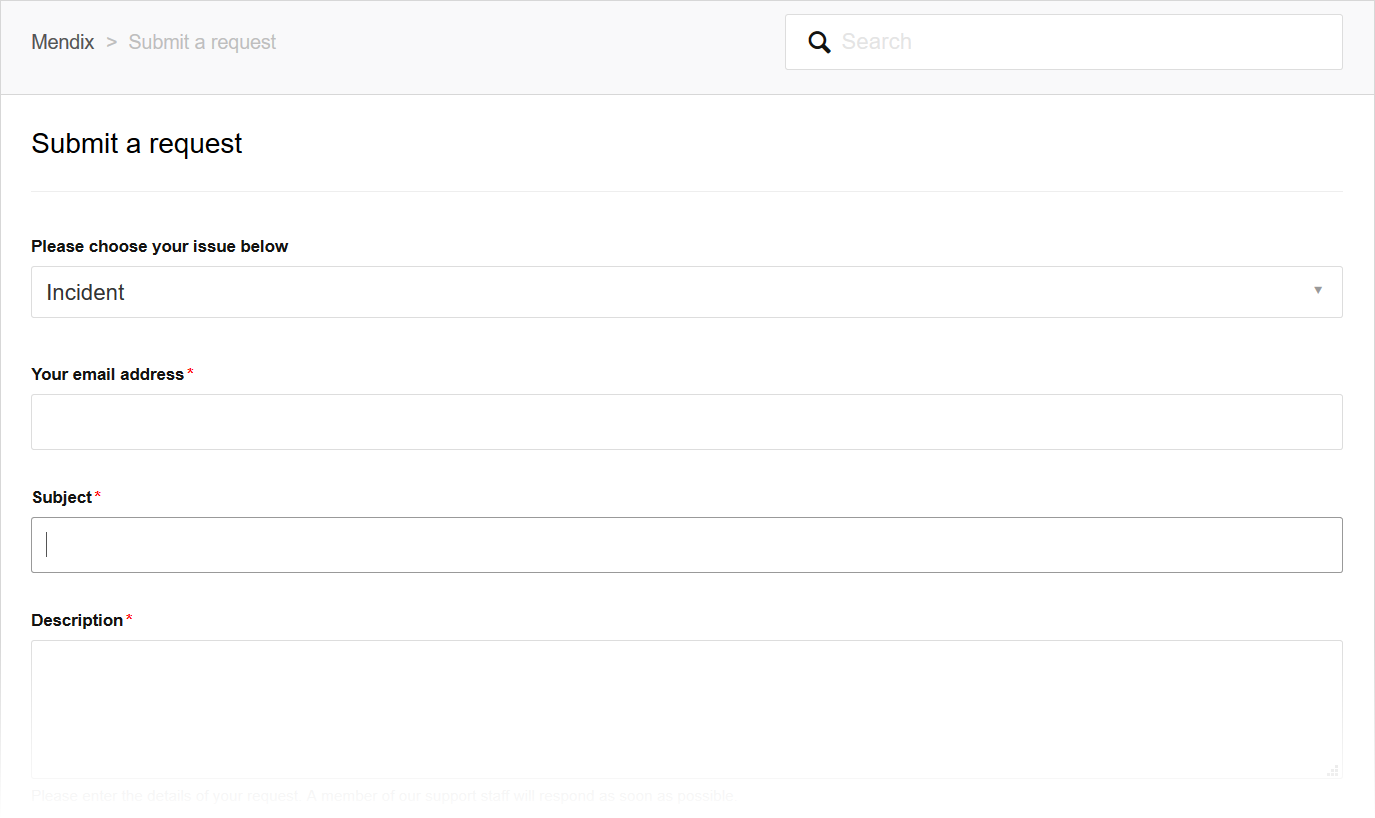 Mendix > Submit a request
Search
Submit a request
Please choose your issue below
Incident
Your email address*
Subject*
Description*
Please enter the details of your request. A member of our support staff will respond as soon as possible.